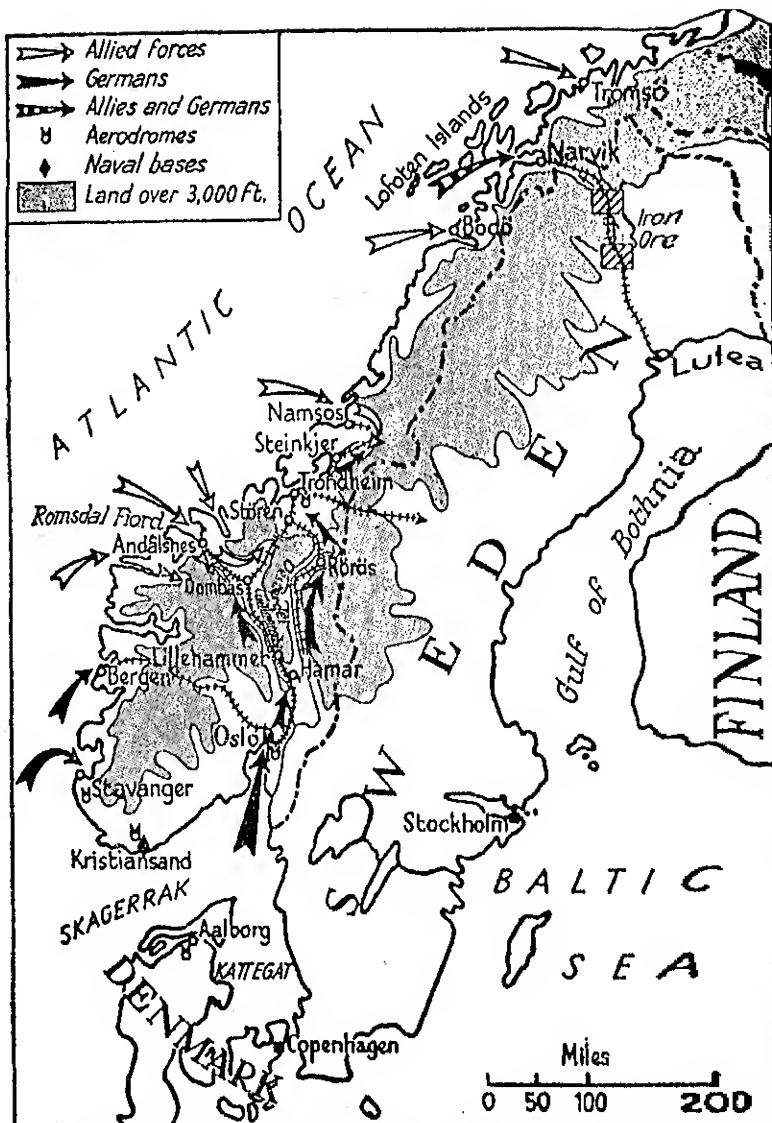 Allied forces
Germans
Allies and Germans
Aerodromes
Naval bases
Land over 3,000 ft.
ATLANTIC OCEAN
Tromsö
Lofoten Islands
Narvik
Bodö
Iron
Ore
Lulea
Namsos
Steinkjer
Trondheim
Stören
Romsdal Fiord
Andalsnes
Dombas
Röros
Lillehammer
Hamar
Bergen
Oslo
Stavanger
Kristiansand
SWEDEN
Gulf of Bothnia
FINLAND
Stockholm
SKAGERRAK
BALTIC
SEA
Aalborg
KATTEGAT
DENMARK
Copenhagen
Miles
0 50 100 200